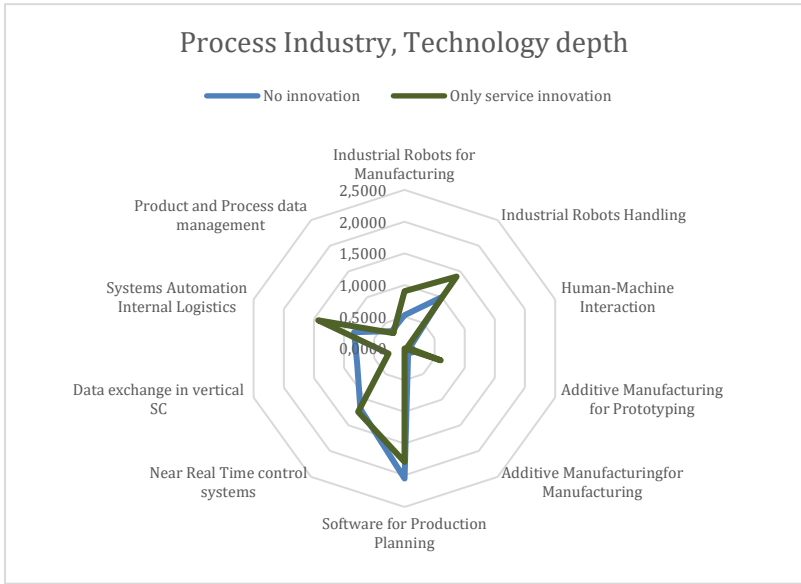 Process Industry, Technology depth
No innovation
Only service innovation
Industrial Robots for
Manufacturing
Industrial Robots Handling
Human-Machine
Interaction
Additive Manufacturing
for Prototyping
Additive Manufacturingfor
Manufacturing
Software for Production
Planning
Near Real Time control
systems
Data exchange in vertical
SC
Systems Automation
Internal Logistics
Product and Process data
management
2,5000
2,0000
1,5000
1,0000
0,5000
0,0000